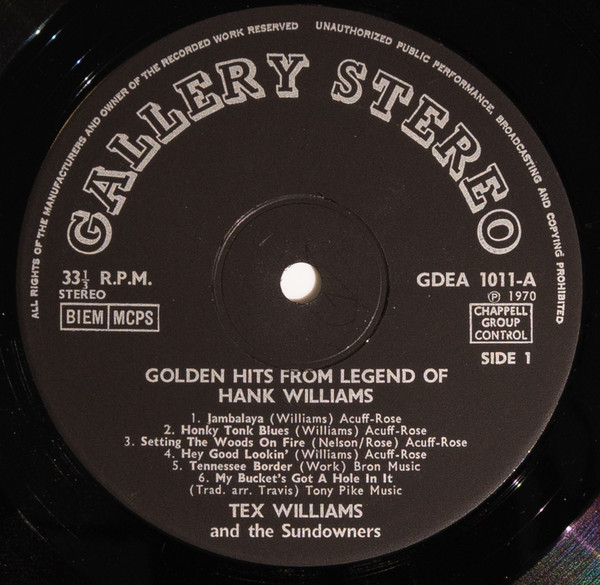 ALL RIGHTS OF THE MANUFACTURERS AND OWNER OF THE RECORDED WORK RESERVED
UNAUTHORIZED PUBLIC PERFORMANCE, BROADCASTING AND COPYING PROHIBITED
GALLERY STEREO
33⅓ R.P.M.
STEREO
BIEM MCPS
GDEA 1011-A
Ⓟ 1970
CHAPPELL
GROUP
CONTROL
SIDE 1
GOLDEN HITS FROM LEGEND OF
HANK WILLIAMS
1. Jambalaya (Williams) Acuff-Rose
2. Honky Tonk Blues (Williams) Acuff-Rose
3. Setting The Woods On Fire (Nelson/Rose) Acuff-Rose
4. Hey Good Lookin' (Williams) Acuff-Rose
5. Tennessee Border (Work) Bron Music
6. My Bucket's Got A Hole In It
(Trad. arr. Travis) Tony Pike Music
TEX WILLIAMS
and the Sundowners